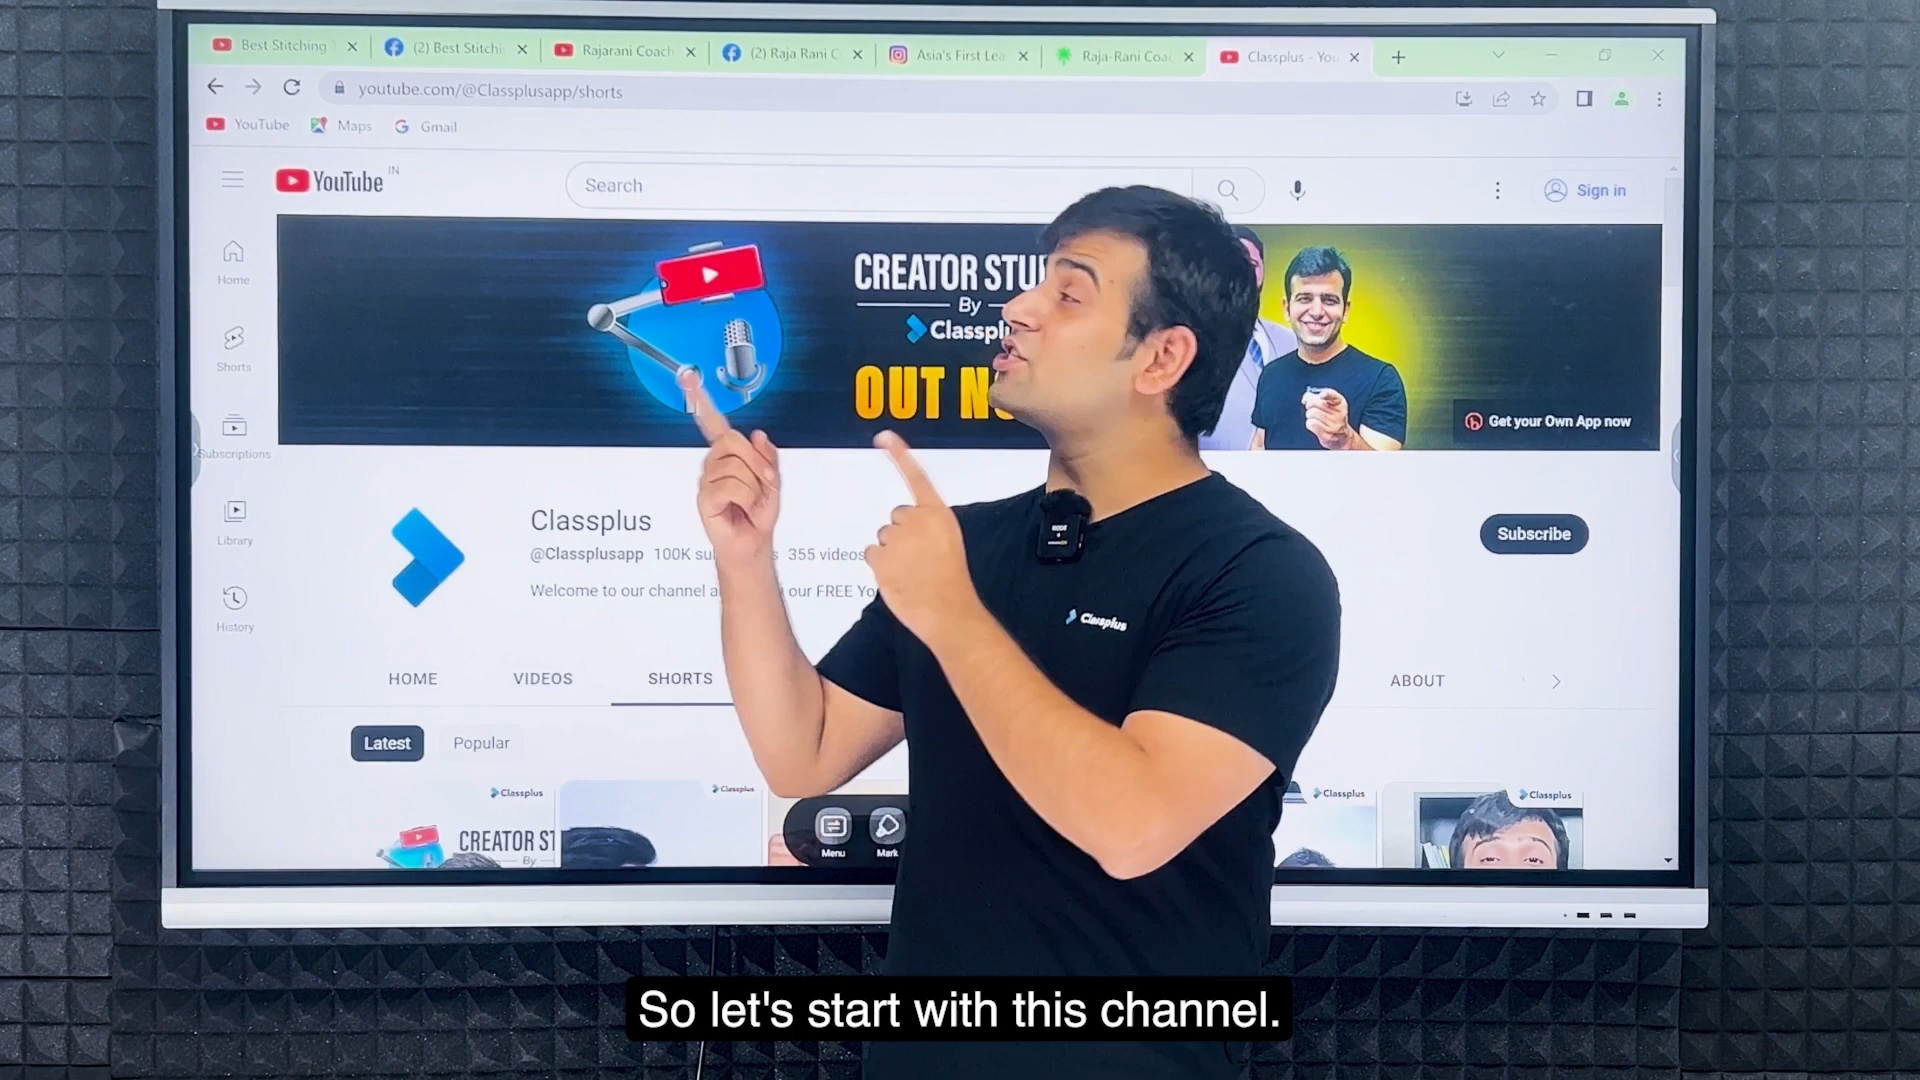 Best Stitching
(2) Best Stitchi
Rajarani Coach
(2) Raja Rani C
Asia's First Lea
Raja-Rani Coac
Classplus - You
youtube.com/@Classplusapp/shorts
YouTube
Maps
Gmail
YouTube IN
Search
Sign in
Home
Shorts
Subscriptions
Library
History
CREATOR STU
By
Classpl
OUT N
Get your Own App now
Classplus
@Classplusapp 100K su s 355 videos
Welcome to our channel a our FREE Yo
Subscribe
RODE
Classplus
HOME
VIDEOS
SHORTS
ABOUT
Latest
Popular
Classplus
CREATOR ST
By
Classplus
Menu
Mark
Classplus
Classplus
So let's start with this channel.